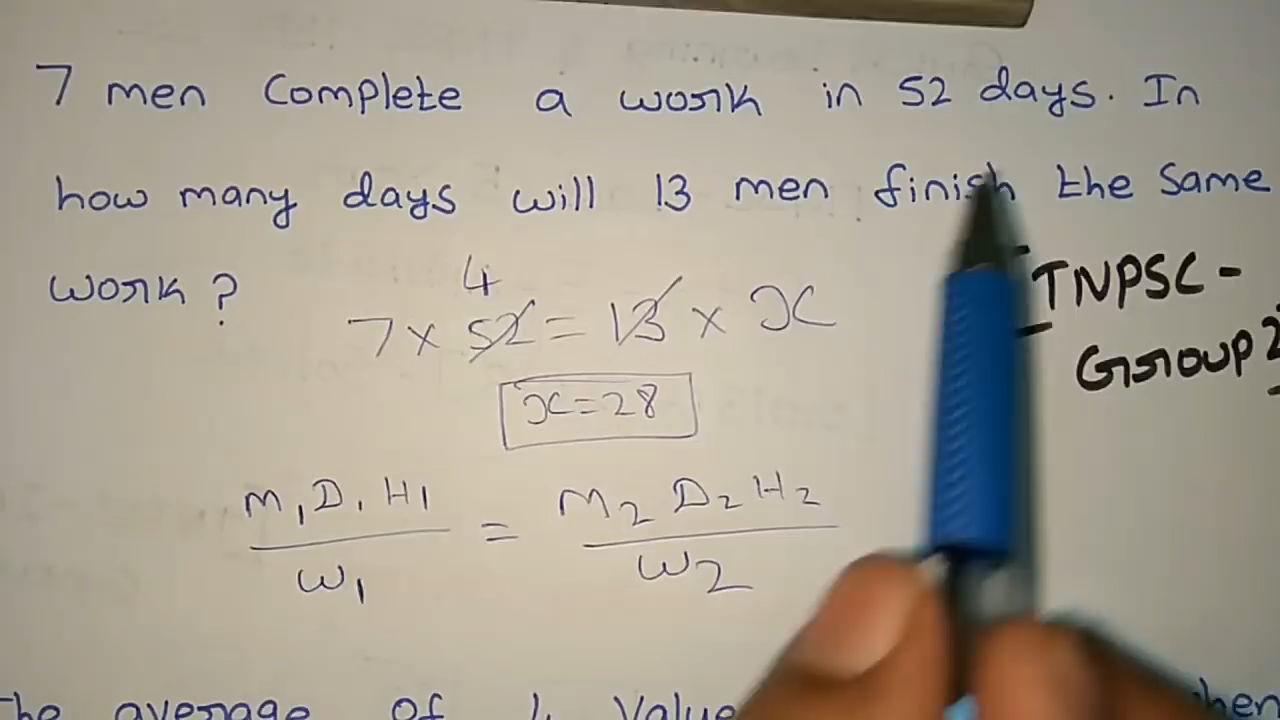 7 men complete a work in 52 days. In
how many days will 13 men finish the same
work?
TNPSC-
Group 2
4
7 × 52 = 13 × x
x = 28
M1 D1 H1 / W1 = M2 D2 H2 / W2
The average of 4 value